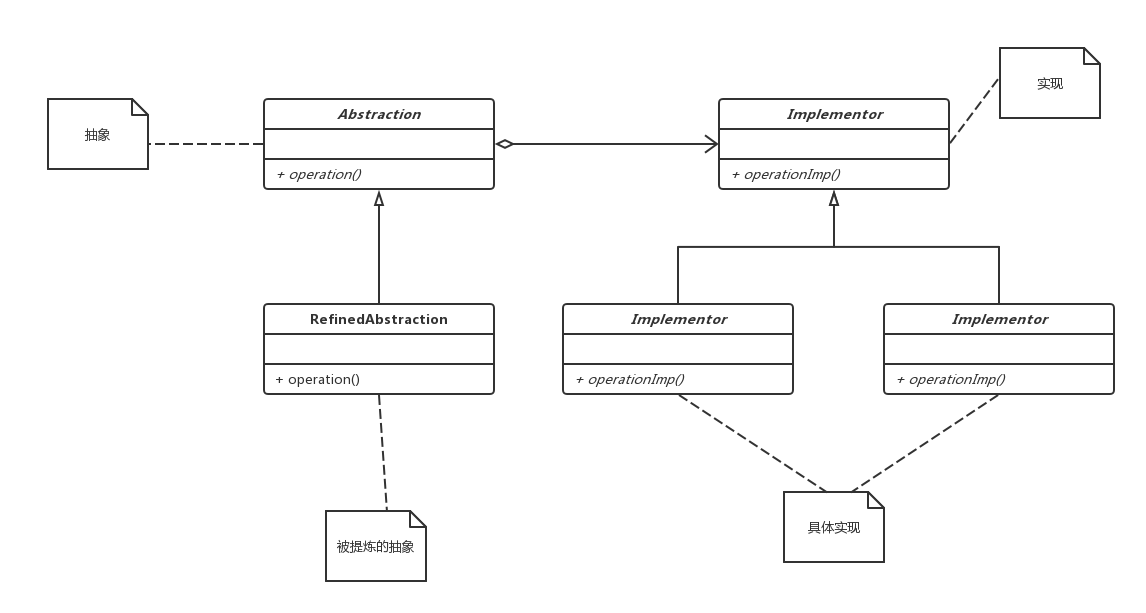 实现
抽象
Abstraction
+ operation()
Implementor
+ operationImp()
RefinedAbstraction
+ operation()
Implementor
+ operationImp()
Implementor
+ operationImp()
被提炼的抽象
具体实现